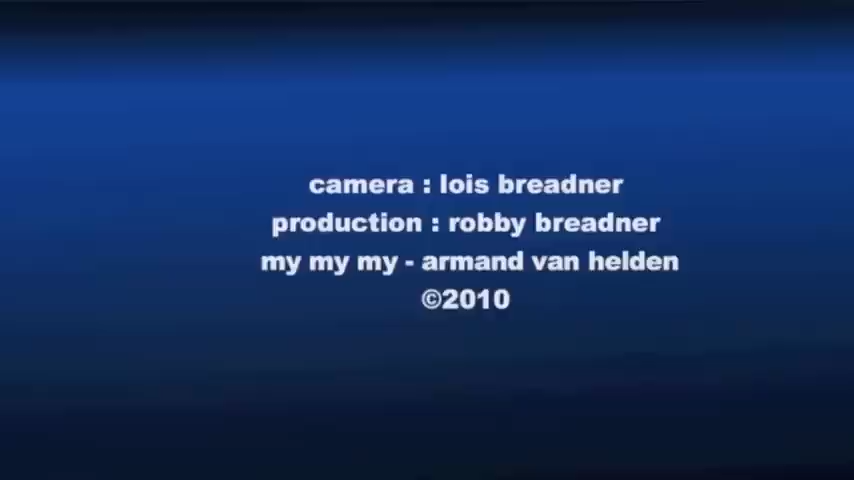 camera : lois breadner
production : robby breadner
my my my - armand van helden
©2010